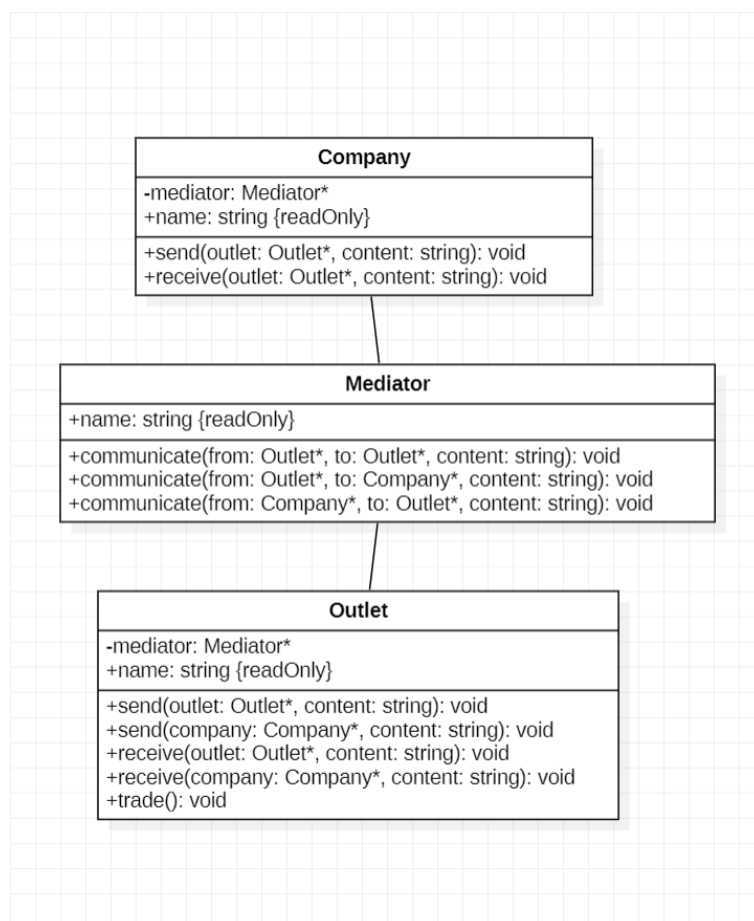 Company
-mediator: Mediator*
+name: string {readOnly}
+send(outlet: Outlet*, content: string): void
+receive(outlet: Outlet*, content: string): void
Mediator
+name: string {readOnly}
+communicate(from: Outlet*, to: Outlet*, content: string): void
+communicate(from: Outlet*, to: Company*, content: string): void
+communicate(from: Company*, to: Outlet*, content: string): void
Outlet
-mediator: Mediator*
+name: string {readOnly}
+send(outlet: Outlet*, content: string): void
+send(company: Company*, content: string): void
+receive(outlet: Outlet*, content: string): void
+receive(company: Company*, content: string): void
+trade(): void